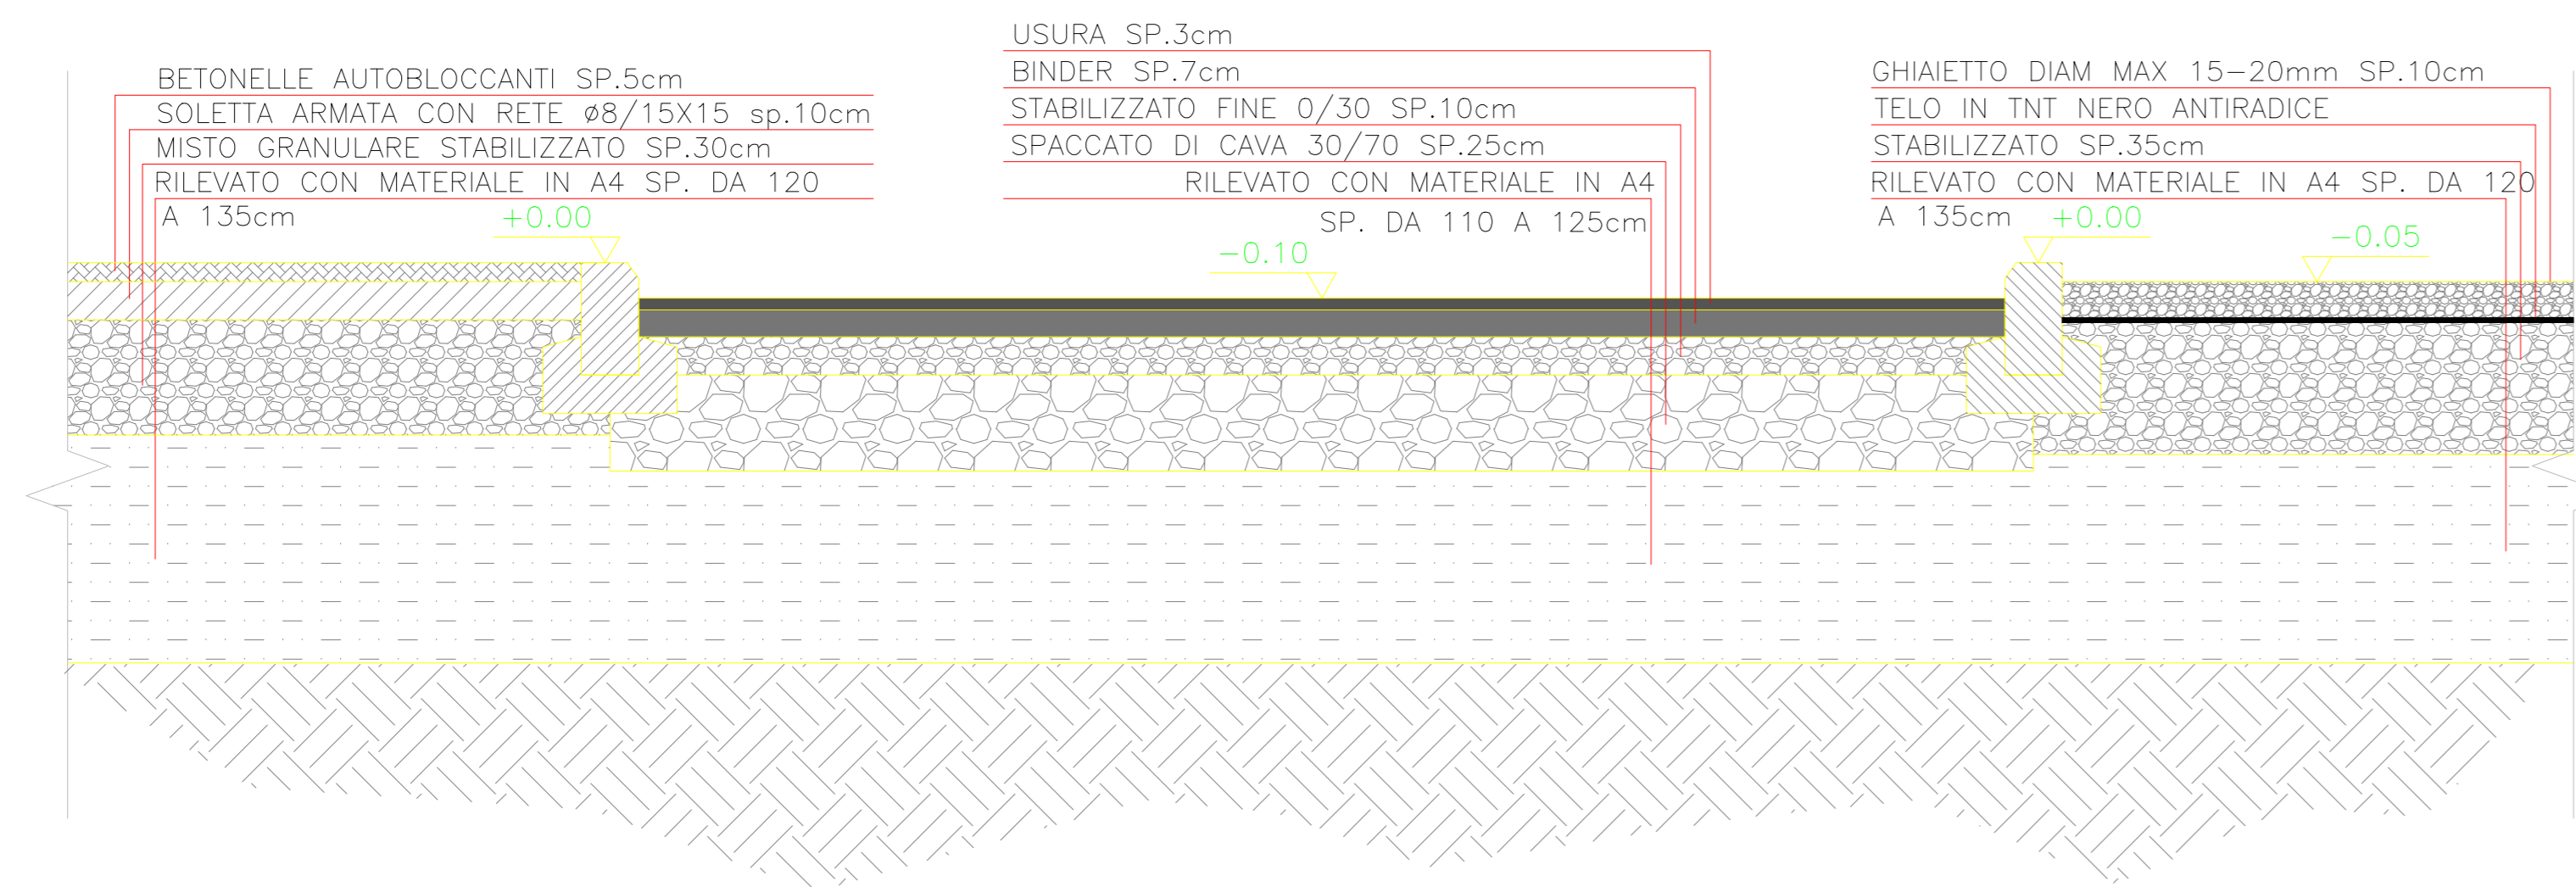 BETONELLE AUTOBLOCCANTI SP.5cm
SOLETTA ARMATA CON RETE ø8/15X15 sp.10cm
MISTO GRANULARE STABILIZZATO SP.30cm
RILEVATO CON MATERIALE IN A4 SP. DA 120
A 135cm
+0.00
USURA SP.3cm
BINDER SP.7cm
STABILIZZATO FINE 0/30 SP.10cm
SPACCATO DI CAVA 30/70 SP.25cm
RILEVATO CON MATERIALE IN A4
SP. DA 110 A 125cm
-0.10
GHIAIETTO DIAM MAX 15-20mm SP.10cm
TELO IN TNT NERO ANTIRADICE
STABILIZZATO SP.35cm
RILEVATO CON MATERIALE IN A4 SP. DA 120
A 135cm
+0.00
-0.05